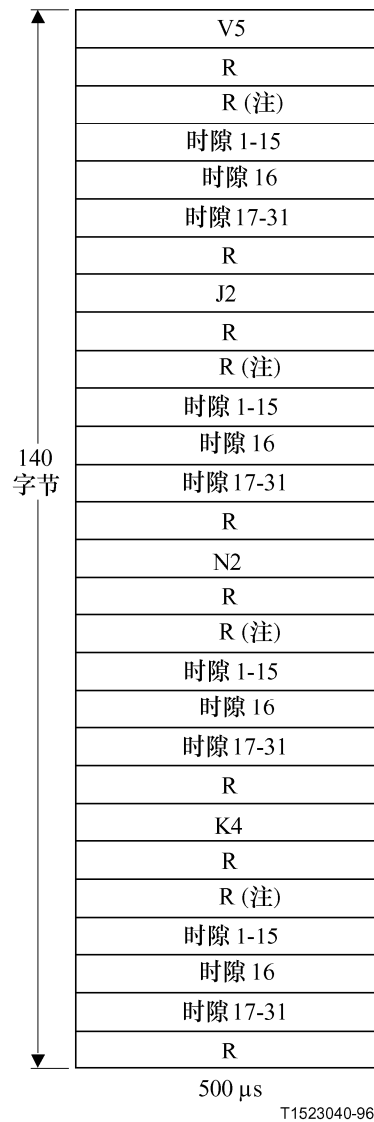 V5
R
R (注)
时隙 1-15
时隙 16
时隙 17-31
R
J2
R
R (注)
时隙 1-15
时隙 16
时隙 17-31
R
N2
R
R (注)
时隙 1-15
时隙 16
时隙 17-31
R
K4
R
R (注)
时隙 1-15
时隙 16
时隙 17-31
R
140
字节
500 μs
T1523040-96